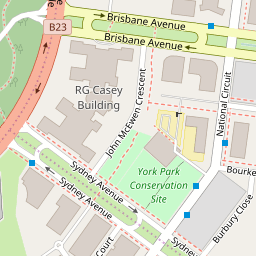 Brisbane Avenue
B23
Brisbane Avenue
RG Casey
Building
John McEwen Crescent
National Circuit
Sydney Avenue
York Park
Conservation
Site
Bourke
Sydney Avenue
Burbury Close
Court
Sydney